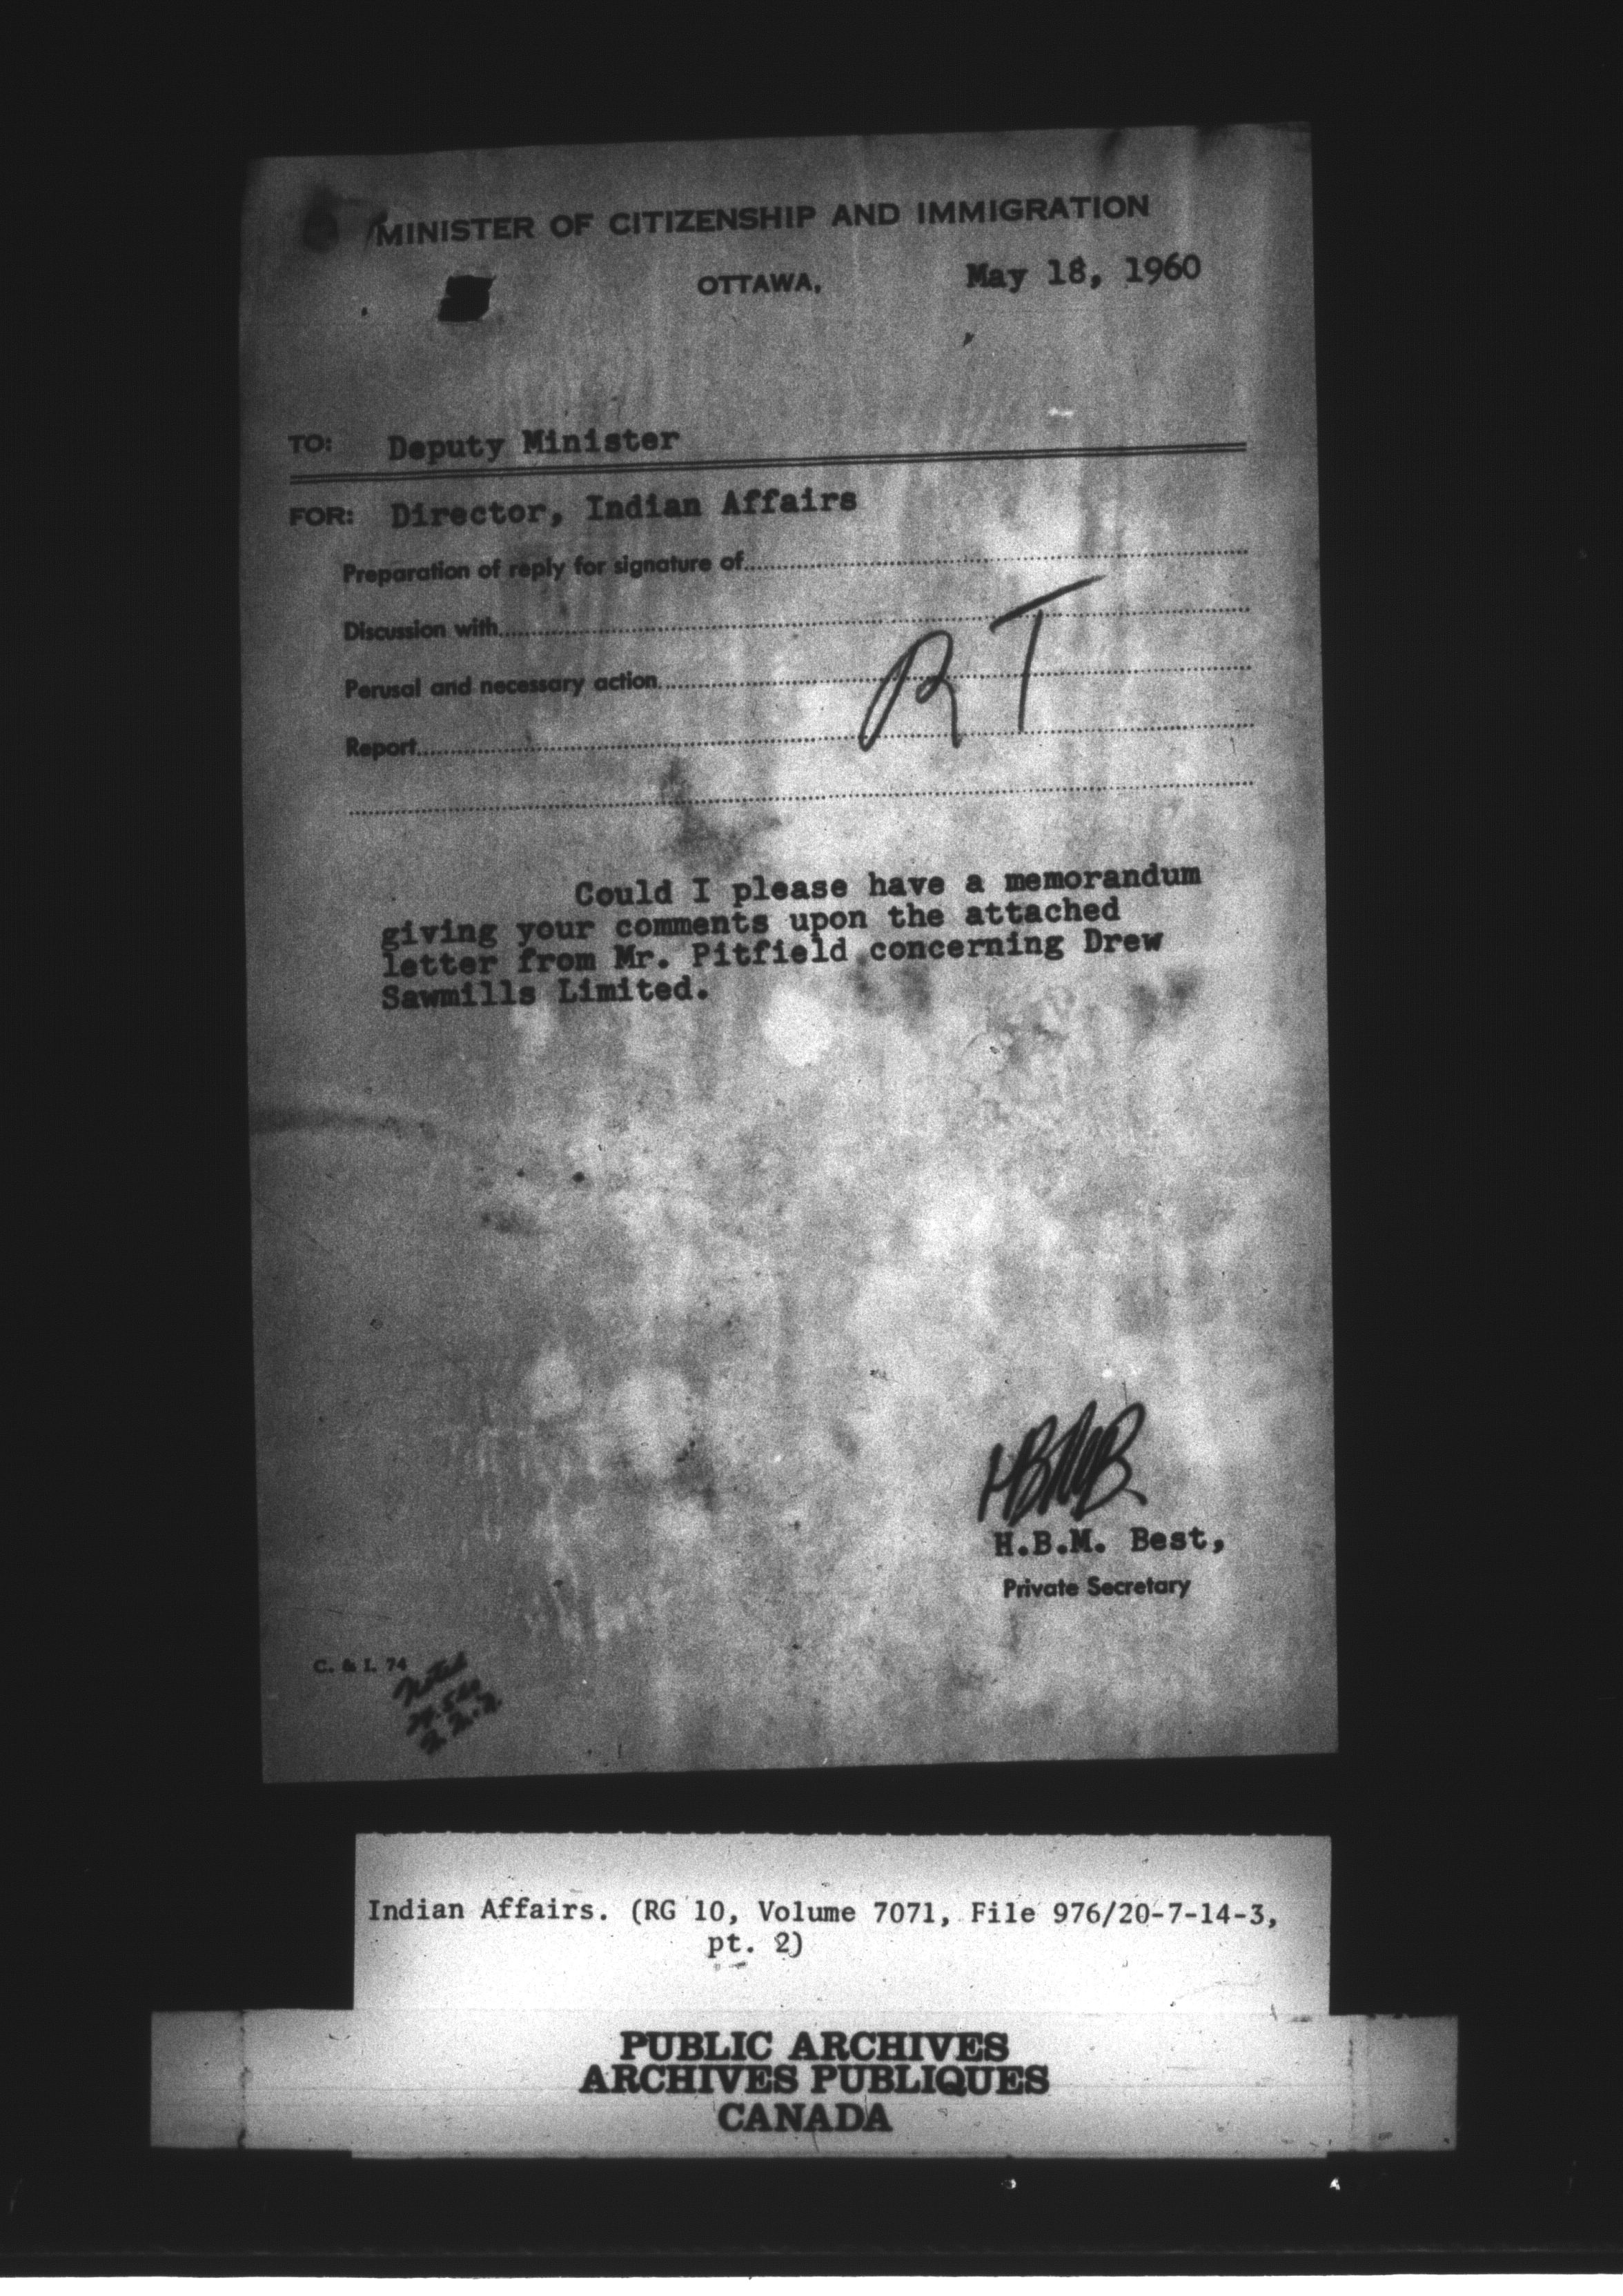 MINISTER OF CITIZENSHIP AND IMMIGRATION
OTTAWA, May 18, 1960
TO: Deputy Minister
FOR: Director, Indian Affairs
Preparation of reply for signature of
Discussion with
Perusal and necessary action
Report
RT
Could I please have a memorandum
giving your comments upon the attached
letter from Mr. Pitfield concerning Drew
Sawmills Limited.
HBMB
H.B.M. Best,
Private Secretary
C. & I. 74
Noted
Indian Affairs. (RG 10, Volume 7071, File 976/20-7-14-3,
pt. 2)
PUBLIC ARCHIVES
ARCHIVES PUBLIQUES
CANADA